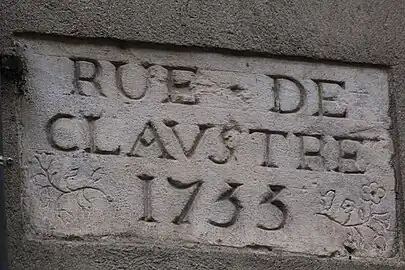 RUE · DE
CLAVSTRE
1733